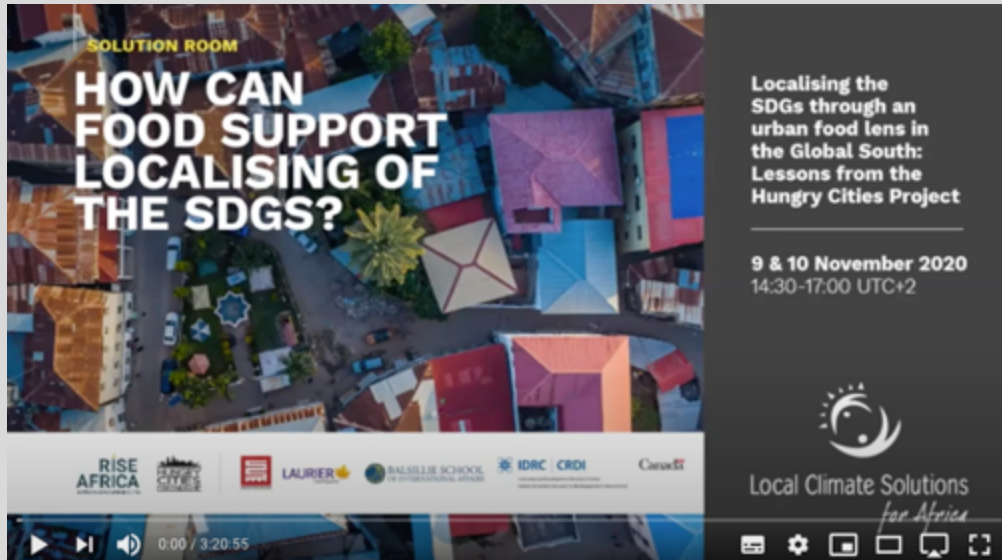 SOLUTION ROOM
HOW CAN
FOOD SUPPORT
LOCALISING OF
THE SDGS?
Localising the
SDGs through an
urban food lens in
the Global South:
Lessons from the
Hungry Cities Project
9 & 10 November 2020
14:30-17:00 UTC+2
RISE
AFRICA
HUNGRY
CITIES
LAURIER
BALSILLIE SCHOOL
OF INTERNATIONAL AFFAIRS
IDRC | CRDI
Canada
Local Climate Solutions
for Africa
0:00 / 3:20:55